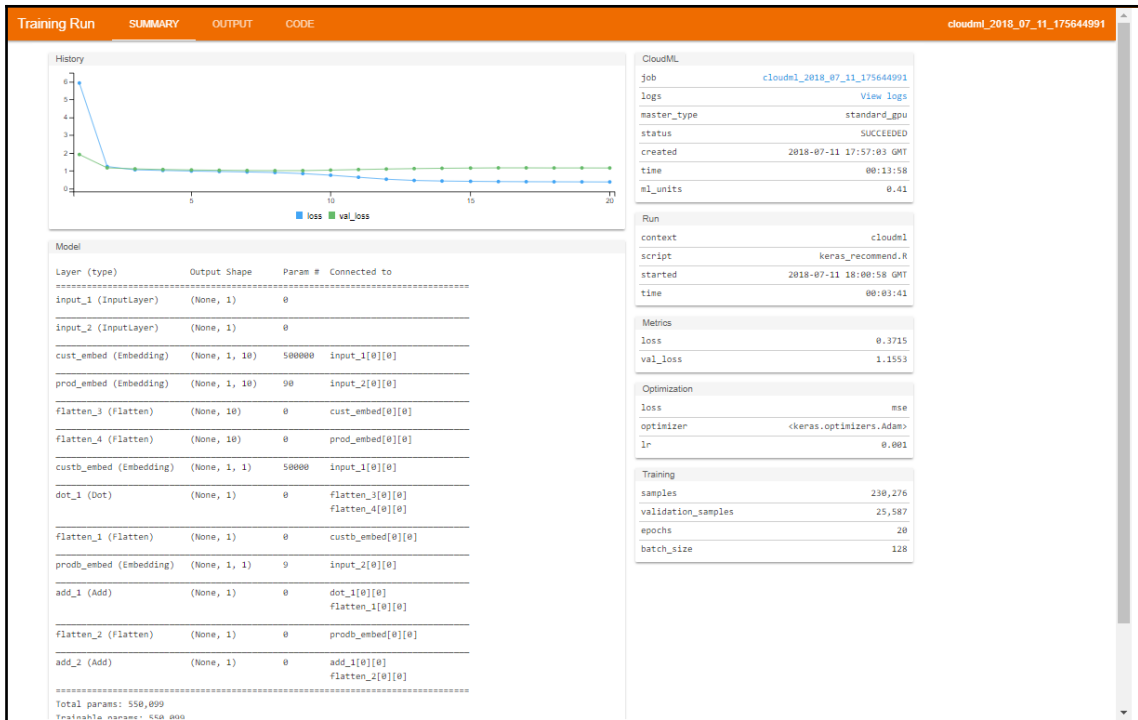 Training Run SUMMARY OUTPUT CODE cloudml_2018_07_11_175644991
History
6
5
4
3
2
1
0
5 10 15 20
loss val_loss
Model
Layer (type) Output Shape Param # Connected to
================================================================================
input_1 (InputLayer) (None, 1) 0
input_2 (InputLayer) (None, 1) 0
cust_embed (Embedding) (None, 1, 10) 500000 input_1[0][0]
prod_embed (Embedding) (None, 1, 10) 90 input_2[0][0]
flatten_3 (Flatten) (None, 10) 0 cust_embed[0][0]
flatten_4 (Flatten) (None, 10) 0 prod_embed[0][0]
custb_embed (Embedding) (None, 1, 1) 50000 input_1[0][0]
dot_1 (Dot) (None, 1) 0 flatten_3[0][0]
flatten_4[0][0]
flatten_1 (Flatten) (None, 1) 0 custb_embed[0][0]
prodb_embed (Embedding) (None, 1, 1) 9 input_2[0][0]
add_1 (Add) (None, 1) 0 dot_1[0][0]
flatten_1[0][0]
flatten_2 (Flatten) (None, 1) 0 prodb_embed[0][0]
add_2 (Add) (None, 1) 0 add_1[0][0]
flatten_2[0][0]
================================================================================
Total params: 550,099
Trainable params: 550,099
CloudML
job cloudml_2018_07_11_175644991
logs View logs
master_type standard_gpu
status SUCCEEDED
created 2018-07-11 17:57:03 GMT
time 00:13:58
ml_units 0.41
Run
context cloudml
script keras_recommend.R
started 2018-07-11 18:00:58 GMT
time 00:03:41
Metrics
loss 0.3715
val_loss 1.1553
Optimization
loss mse
optimizer <keras.optimizers.Adam>
lr 0.001
Training
samples 230,276
validation_samples 25,587
epochs 20
batch_size 128